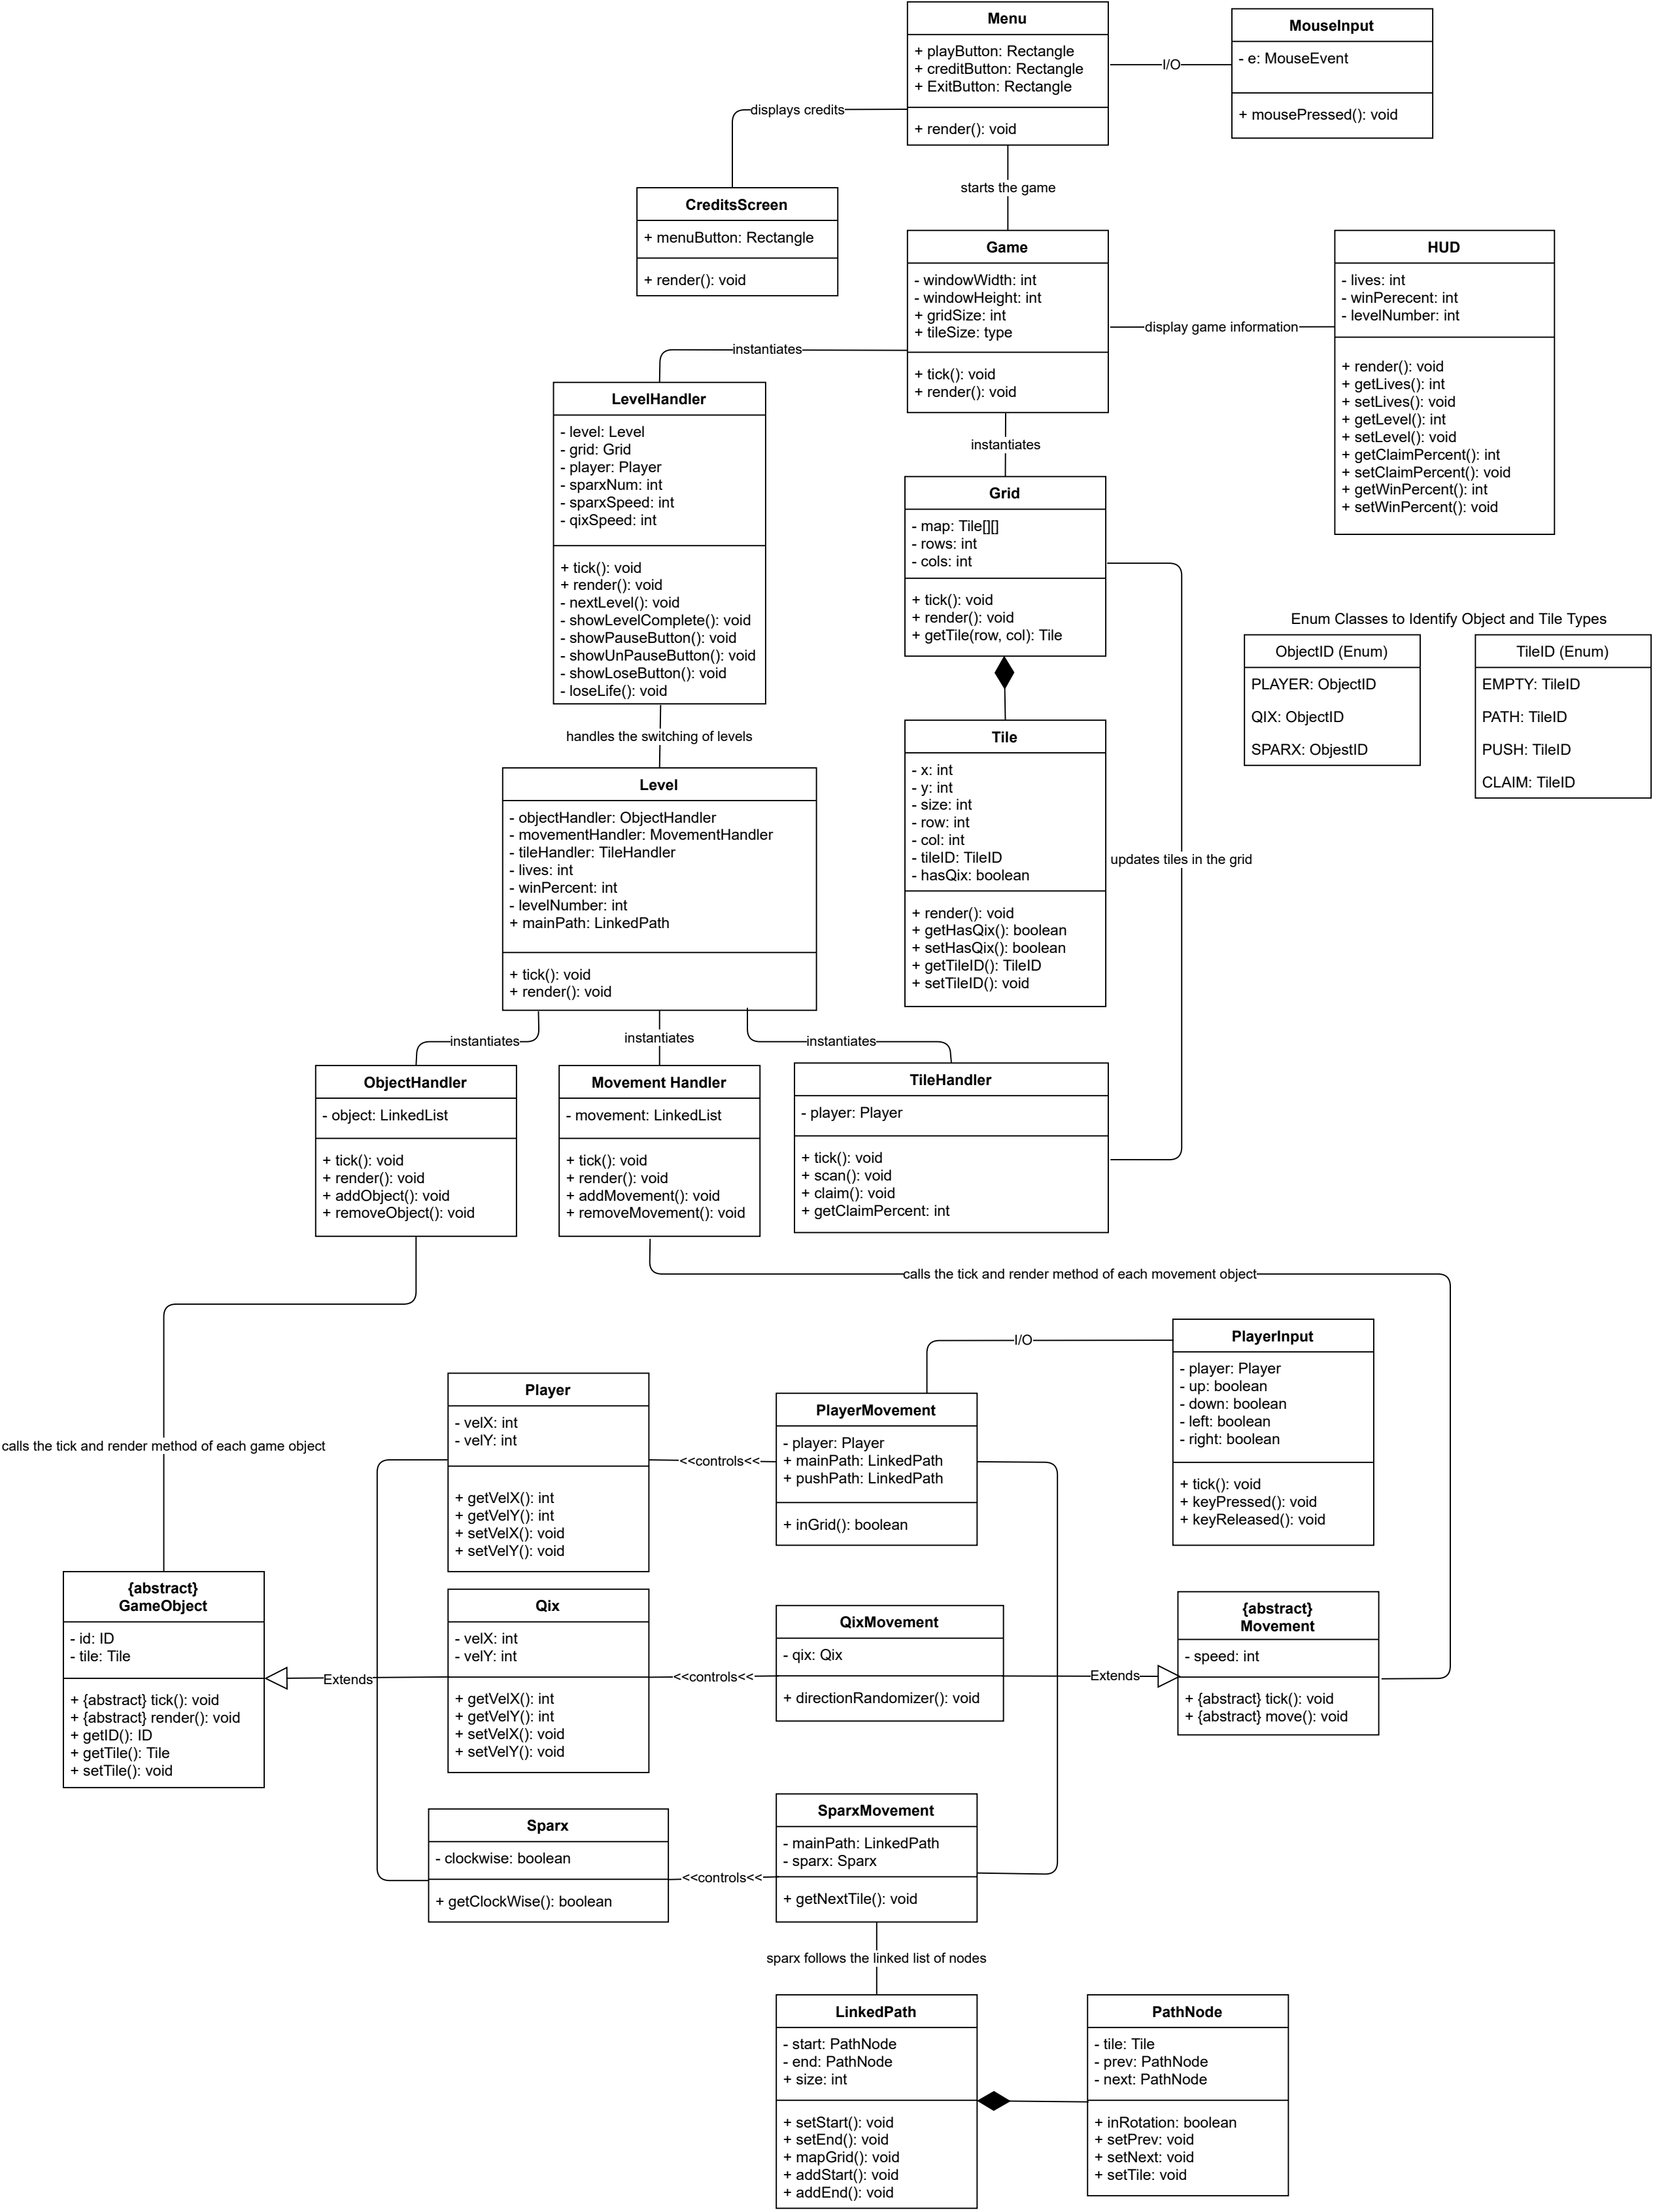 Menu
+ playButton: Rectangle
+ creditButton: Rectangle
+ ExitButton: Rectangle
+ render(): void
I/O
MouseInput
- e: MouseEvent
+ mousePressed(): void
displays credits
starts the game
CreditsScreen
+ menuButton: Rectangle
+ render(): void
Game
- windowWidth: int
- windowHeight: int
+ gridSize: int
+ tileSize: type
+ tick(): void
+ render(): void
display game information
HUD
- lives: int
- winPerecent: int
- levelNumber: int
+ render(): void
+ getLives(): int
+ setLives(): void
+ getLevel(): int
+ setLevel(): void
+ getClaimPercent(): int
+ setClaimPercent(): void
+ getWinPercent(): int
+ setWinPercent(): void
instantiates
instantiates
LevelHandler
- level: Level
- grid: Grid
- player: Player
- sparxNum: int
- sparxSpeed: int
- qixSpeed: int
+ tick(): void
+ render(): void
- nextLevel(): void
- showLevelComplete(): void
- showPauseButton(): void
- showUnPauseButton(): void
- showLoseButton(): void
- loseLife(): void
Grid
- map: Tile[][]
- rows: int
- cols: int
+ tick(): void
+ render(): void
+ getTile(row, col): Tile
Enum Classes to Identify Object and Tile Types
ObjectID (Enum)
PLAYER: ObjectID
QIX: ObjectID
SPARX: ObjestID
TileID (Enum)
EMPTY: TileID
PATH: TileID
PUSH: TileID
CLAIM: TileID
handles the switching of levels
Tile
- x: int
- y: int
- size: int
- row: int
- col: int
- tileID: TileID
- hasQix: boolean
+ render(): void
+ getHasQix(): boolean
+ setHasQix(): boolean
+ getTileID(): TileID
+ setTileID(): void
updates tiles in the grid
Level
- objectHandler: ObjectHandler
- movementHandler: MovementHandler
- tileHandler: TileHandler
- lives: int
- winPercent: int
- levelNumber: int
+ mainPath: LinkedPath
+ tick(): void
+ render(): void
instantiates
instantiates
instantiates
ObjectHandler
- object: LinkedList
+ tick(): void
+ render(): void
+ addObject(): void
+ removeObject(): void
Movement Handler
- movement: LinkedList
+ tick(): void
+ render(): void
+ addMovement(): void
+ removeMovement(): void
TileHandler
- player: Player
+ tick(): void
+ scan(): void
+ claim(): void
+ getClaimPercent: int
calls the tick and render method of each movement object
I/O
PlayerInput
- player: Player
- up: boolean
- down: boolean
- left: boolean
- right: boolean
+ tick(): void
+ keyPressed(): void
+ keyReleased(): void
calls the tick and render method of each game object
Player
- velX: int
- velY: int
+ getVelX(): int
+ getVelY(): int
+ setVelX(): void
+ setVelY(): void
<<controls<<
PlayerMovement
- player: Player
+ mainPath: LinkedPath
+ pushPath: LinkedPath
+ inGrid(): boolean
{abstract}
GameObject
- id: ID
- tile: Tile
+ {abstract} tick(): void
+ {abstract} render(): void
+ getID(): ID
+ getTile(): Tile
+ setTile(): void
Extends
Qix
- velX: int
- velY: int
+ getVelX(): int
+ getVelY(): int
+ setVelX(): void
+ setVelY(): void
<<controls<<
QixMovement
- qix: Qix
+ directionRandomizer(): void
Extends
{abstract}
Movement
- speed: int
+ {abstract} tick(): void
+ {abstract} move(): void
Sparx
- clockwise: boolean
+ getClockWise(): boolean
<<controls<<
SparxMovement
- mainPath: LinkedPath
- sparx: Sparx
+ getNextTile(): void
sparx follows the linked list of nodes
LinkedPath
- start: PathNode
- end: PathNode
+ size: int
+ setStart(): void
+ setEnd(): void
+ mapGrid(): void
+ addStart(): void
+ addEnd(): void
PathNode
- tile: Tile
- prev: PathNode
- next: PathNode
+ inRotation: boolean
+ setPrev: void
+ setNext: void
+ setTile: void